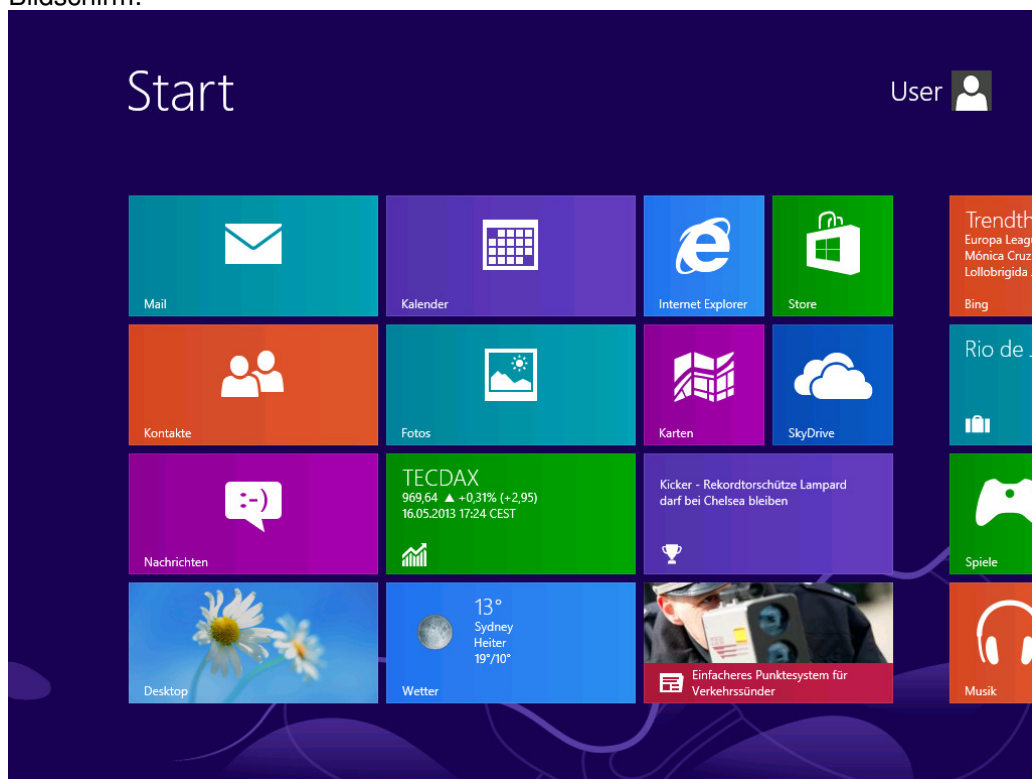 Bildschirm:
Start
User
Mail
Kalender
Internet Explorer
Store
Trendth
Europa Leagu
Mónica Cruz
Lollobrigida
Bing
Kontakte
Fotos
Karten
SkyDrive
Rio de
Nachrichten
:-)
TECDAX
969,64 ▲ +0,31% (+2,95)
16.05.2013 17:24 CEST
Kicker - Rekordtorschütze Lampard
darf bei Chelsea bleiben
Spiele
Desktop
13°
Sydney
Heiter
19°/10°
Wetter
Einfacheres Punktesystem für
Verkehrssünder
Musik